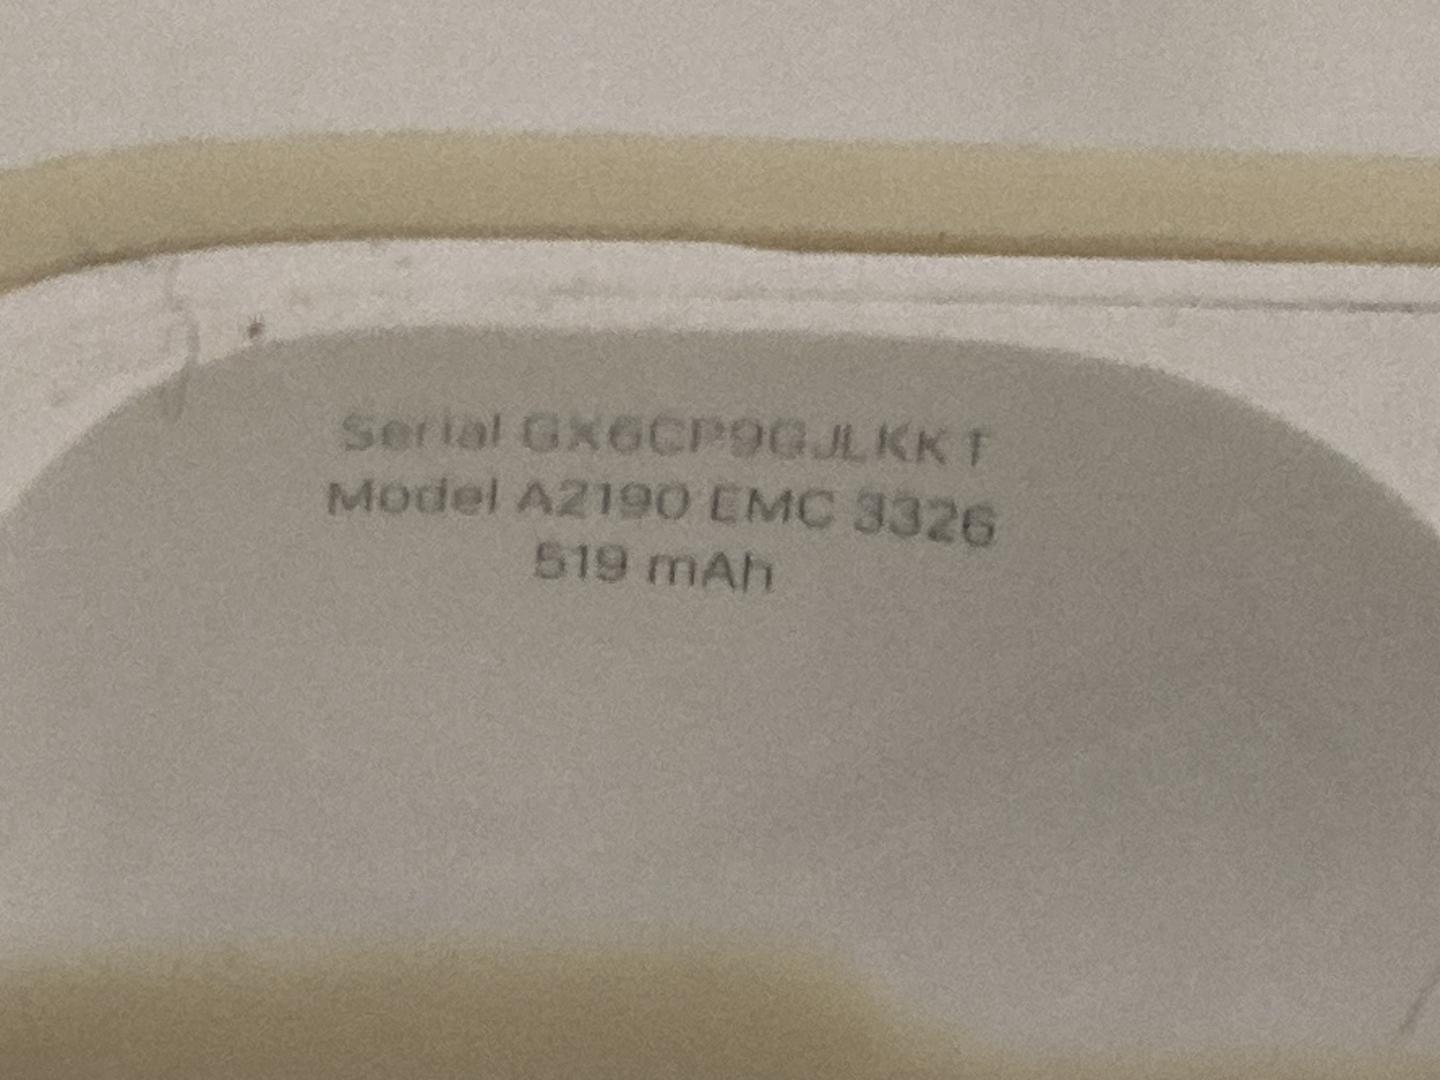 Serial GX6CP9GJLKKT
Model A2190 EMC 3326
519 mAh